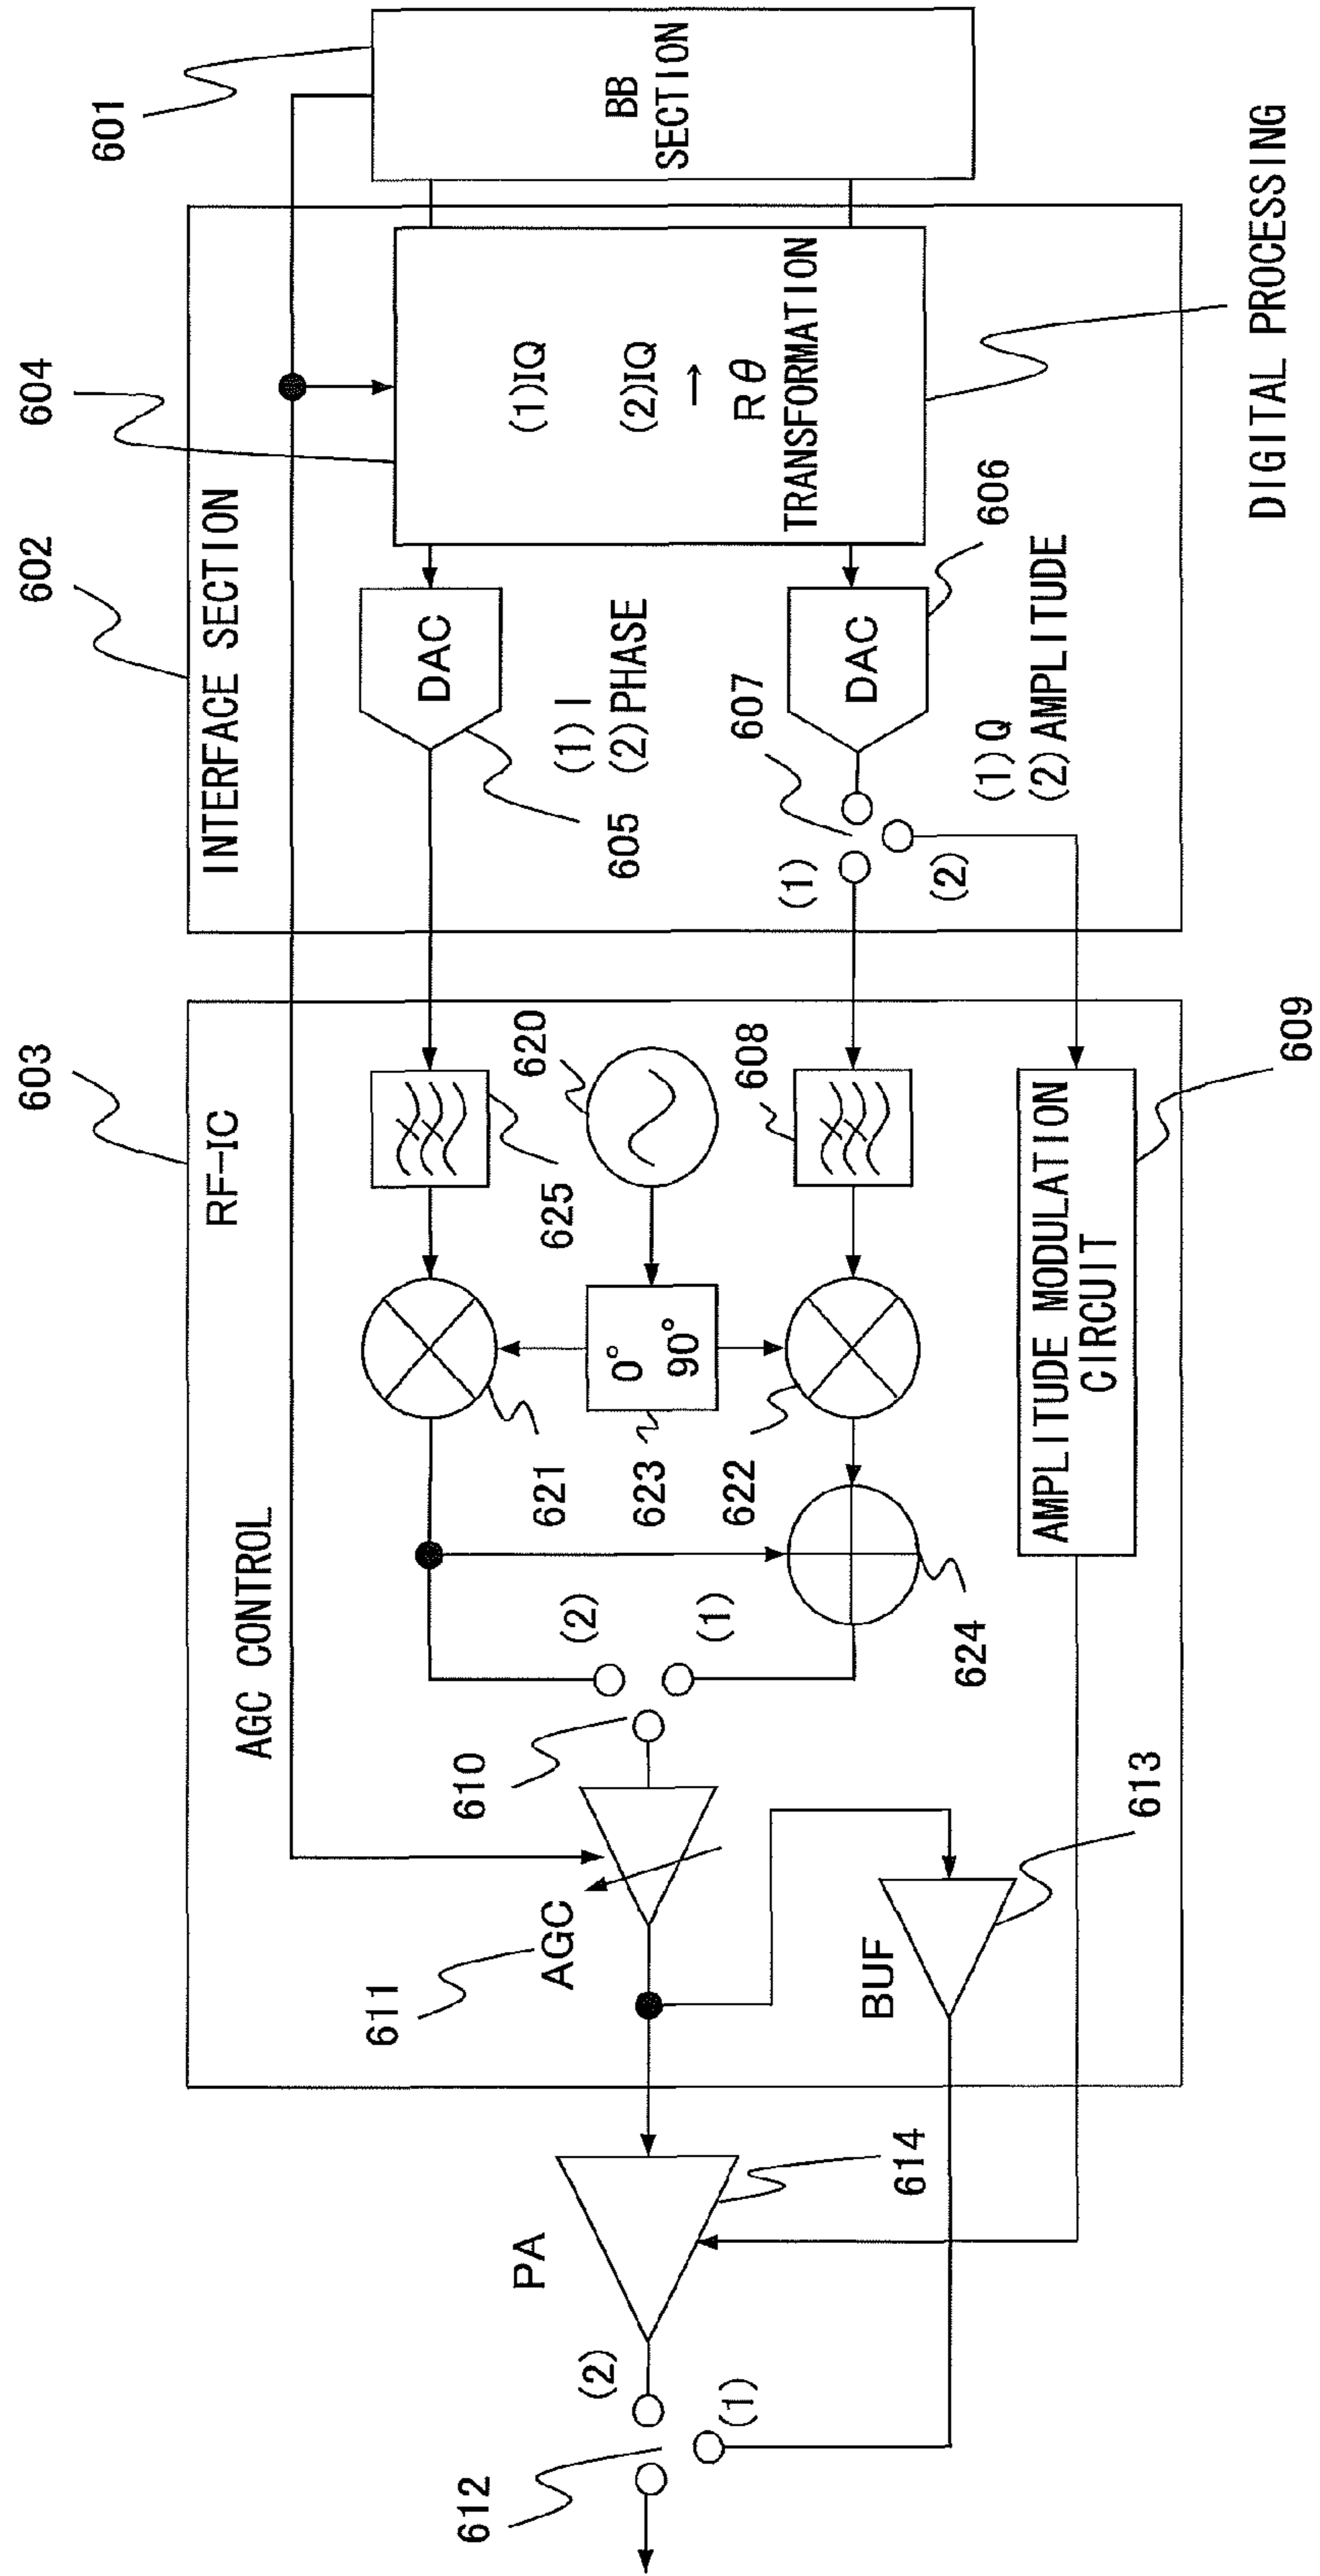 603
602
604
601
RF-IC
INTERFACE SECTION
AGC CONTROL
BB
SECTION
(1)IQ
(2)IQ
→
Rθ
TRANSFORMATION
DAC
605
(1) I
(2) PHASE
DAC
606
607
(1)
(2)
(1) Q
(2) AMPLITUDE
DIGITAL PROCESSING
625
620
608
621
0°
90°
623
622
624
AMPLITUDE MODULATION
CIRCUIT
609
(2)
(1)
610
611
AGC
BUF
613
PA
614
(2)
(1)
612